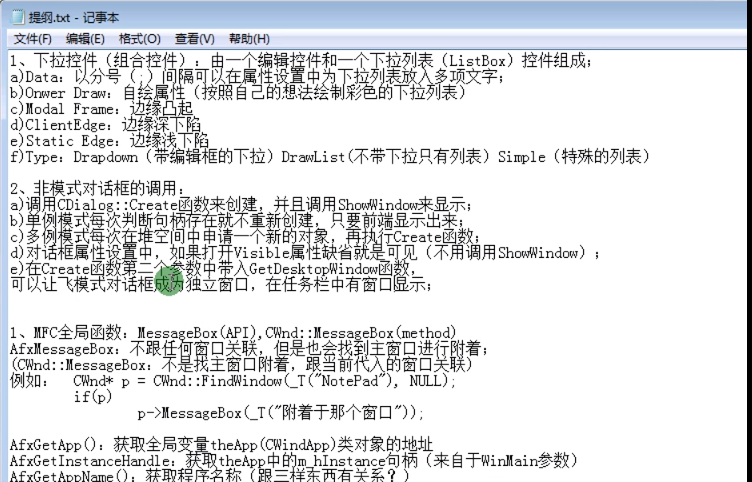 提纲.txt - 记事本
文件(F) 编辑(E) 格式(O) 查看(V) 帮助(H)
1、下拉控件（组合控件）: 由一个编辑控件和一个下拉列表（ListBox）控件组成;
a)Data: 以分号（;）间隔可以在属性设置中为下拉列表放入多项文字;
b)Onwer Draw: 自绘属性（按照自己的想法绘制彩色的下拉列表）
c)Modal Frame: 边缘凸起
d)ClientEdge: 边缘深下陷
e)Static Edge: 边缘浅下陷
f)Type: Drapdown（带编辑框的下拉）DrawList(不带下拉只有列表）Simple（特殊的列表）
2、非模式对话框的调用:
a)调用CDialog::Create函数来创建, 并且调用ShowWindow来显示;
b)单例模式每次判断句柄存在就不重新创建, 只要前端显示出来;
c)多例模式每次在堆空间中申请一个新的对象, 再执行Create函数;
d)对话框属性设置中, 如果打开Visible属性缺省就是可见（不用调用ShowWindow）;
e)在Create函数第二个参数中带入GetDesktopWindow函数,
可以让飞模式对话框成为独立窗口, 在任务栏中有窗口显示;
1、MFC全局函数: MessageBox(API),CWnd::MessageBox(method)
AfxMessageBox: 不跟任何窗口关联, 但是也会找到主窗口进行附着;
(CWnd::MessageBox: 不是找主窗口附着, 跟当前代入的窗口关联)
例如: CWnd* p = CWnd::FindWindow(_T("NotePad"), NULL);
if(p)
p->MessageBox(_T("附着于那个窗口"));
AfxGetApp(): 获取全局变量theApp(CWindApp)类对象的地址
AfxGetInstanceHandle: 获取theApp中的m_hInstance句柄（来自于WinMain参数）
AfxGetAppName(): 获取程序名称（跟三样东西有关系？）